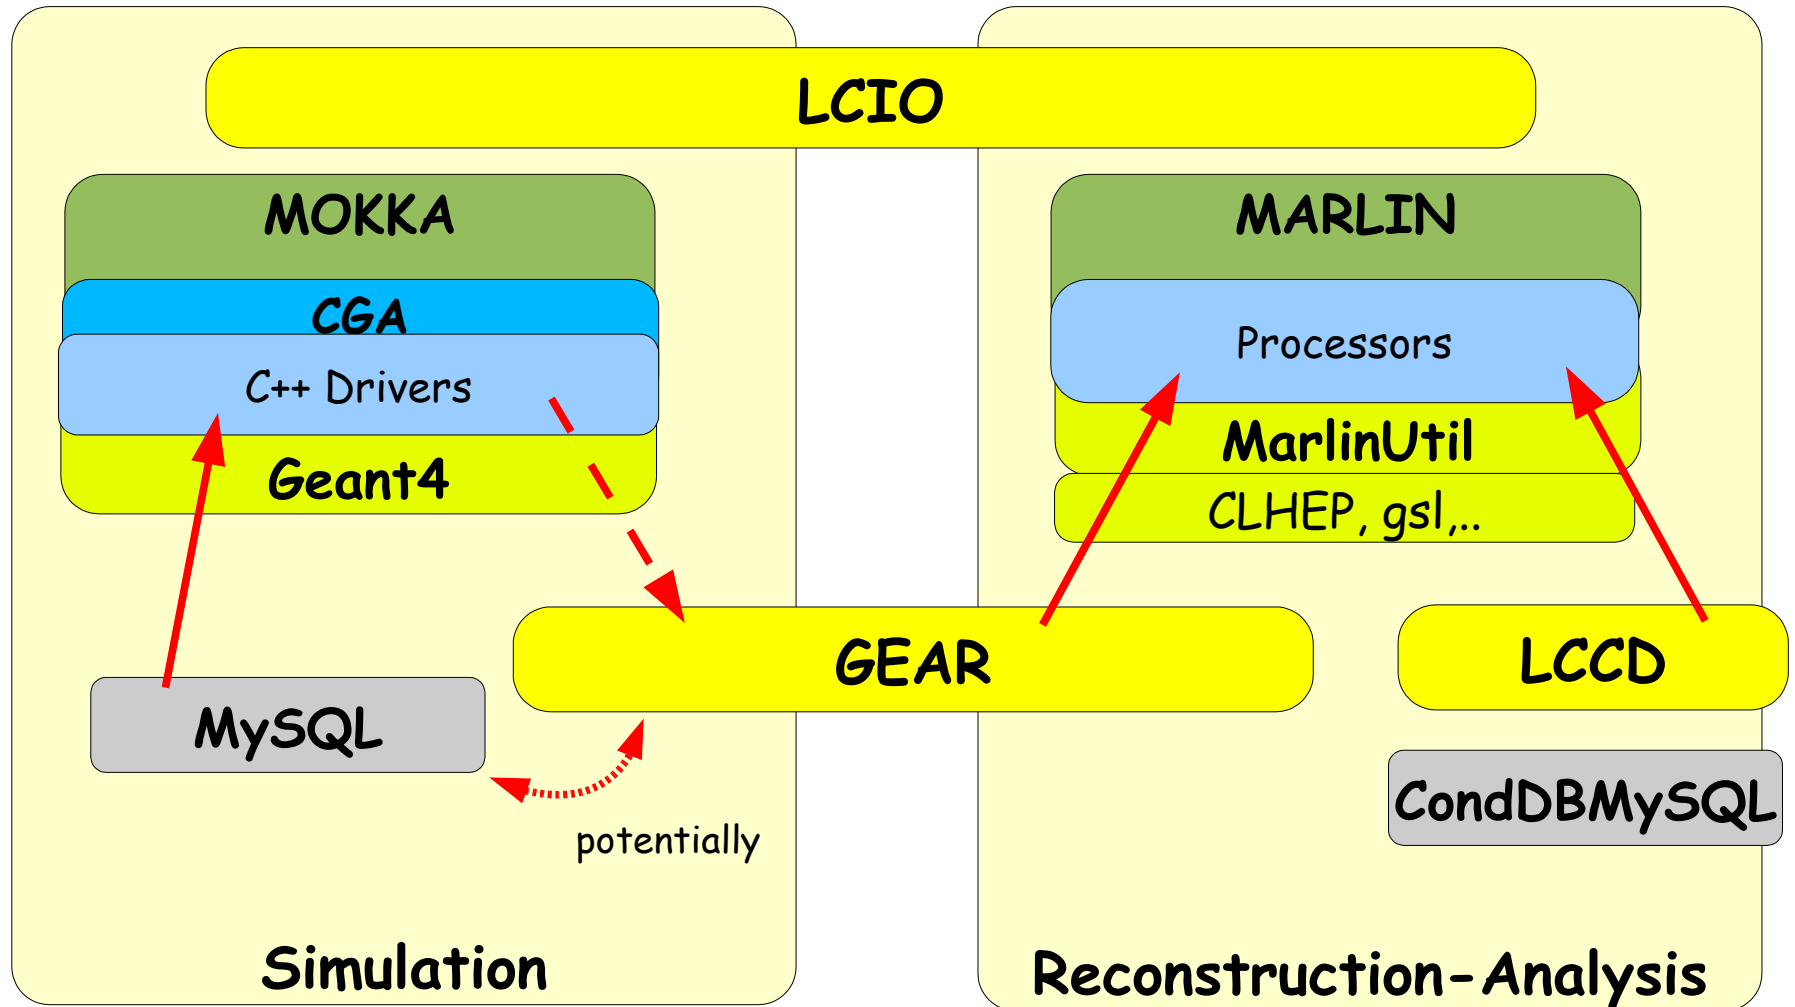 LCIO
MOKKA
CGA
C++ Drivers
Geant4
MARLIN
Processors
MarlinUtil
CLHEP, gsl,..
GEAR
LCCD
MySQL
CondDBMySQL
potentially
Simulation
Reconstruction-Analysis